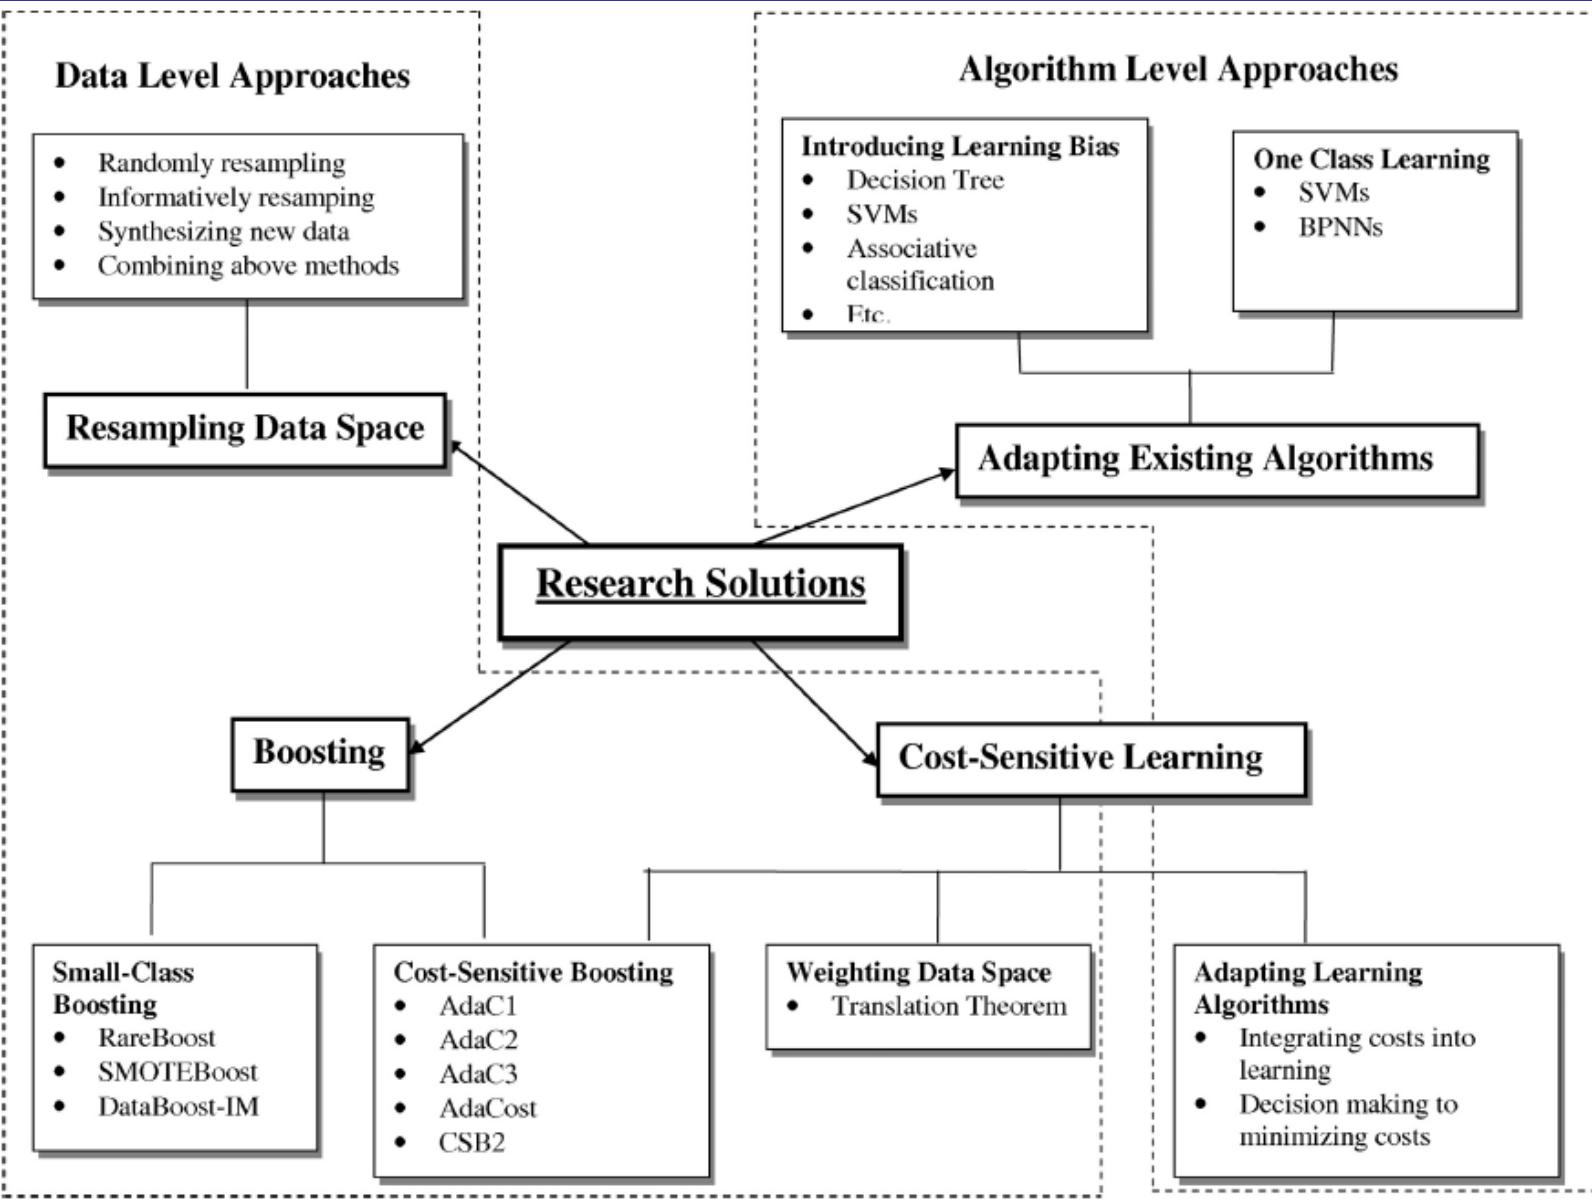 Data Level Approaches
• Randomly resampling
• Informatively resamping
• Synthesizing new data
• Combining above methods
Resampling Data Space
Algorithm Level Approaches
Introducing Learning Bias
• Decision Tree
• SVMs
• Associative
classification
• Etc.
One Class Learning
• SVMs
• BPNNs
Adapting Existing Algorithms
Research Solutions
Boosting
Cost-Sensitive Learning
Small-Class
Boosting
• RareBoost
• SMOTEBoost
• DataBoost-IM
Cost-Sensitive Boosting
• AdaC1
• AdaC2
• AdaC3
• AdaCost
• CSB2
Weighting Data Space
• Translation Theorem
Adapting Learning
Algorithms
• Integrating costs into
learning
• Decision making to
minimizing costs